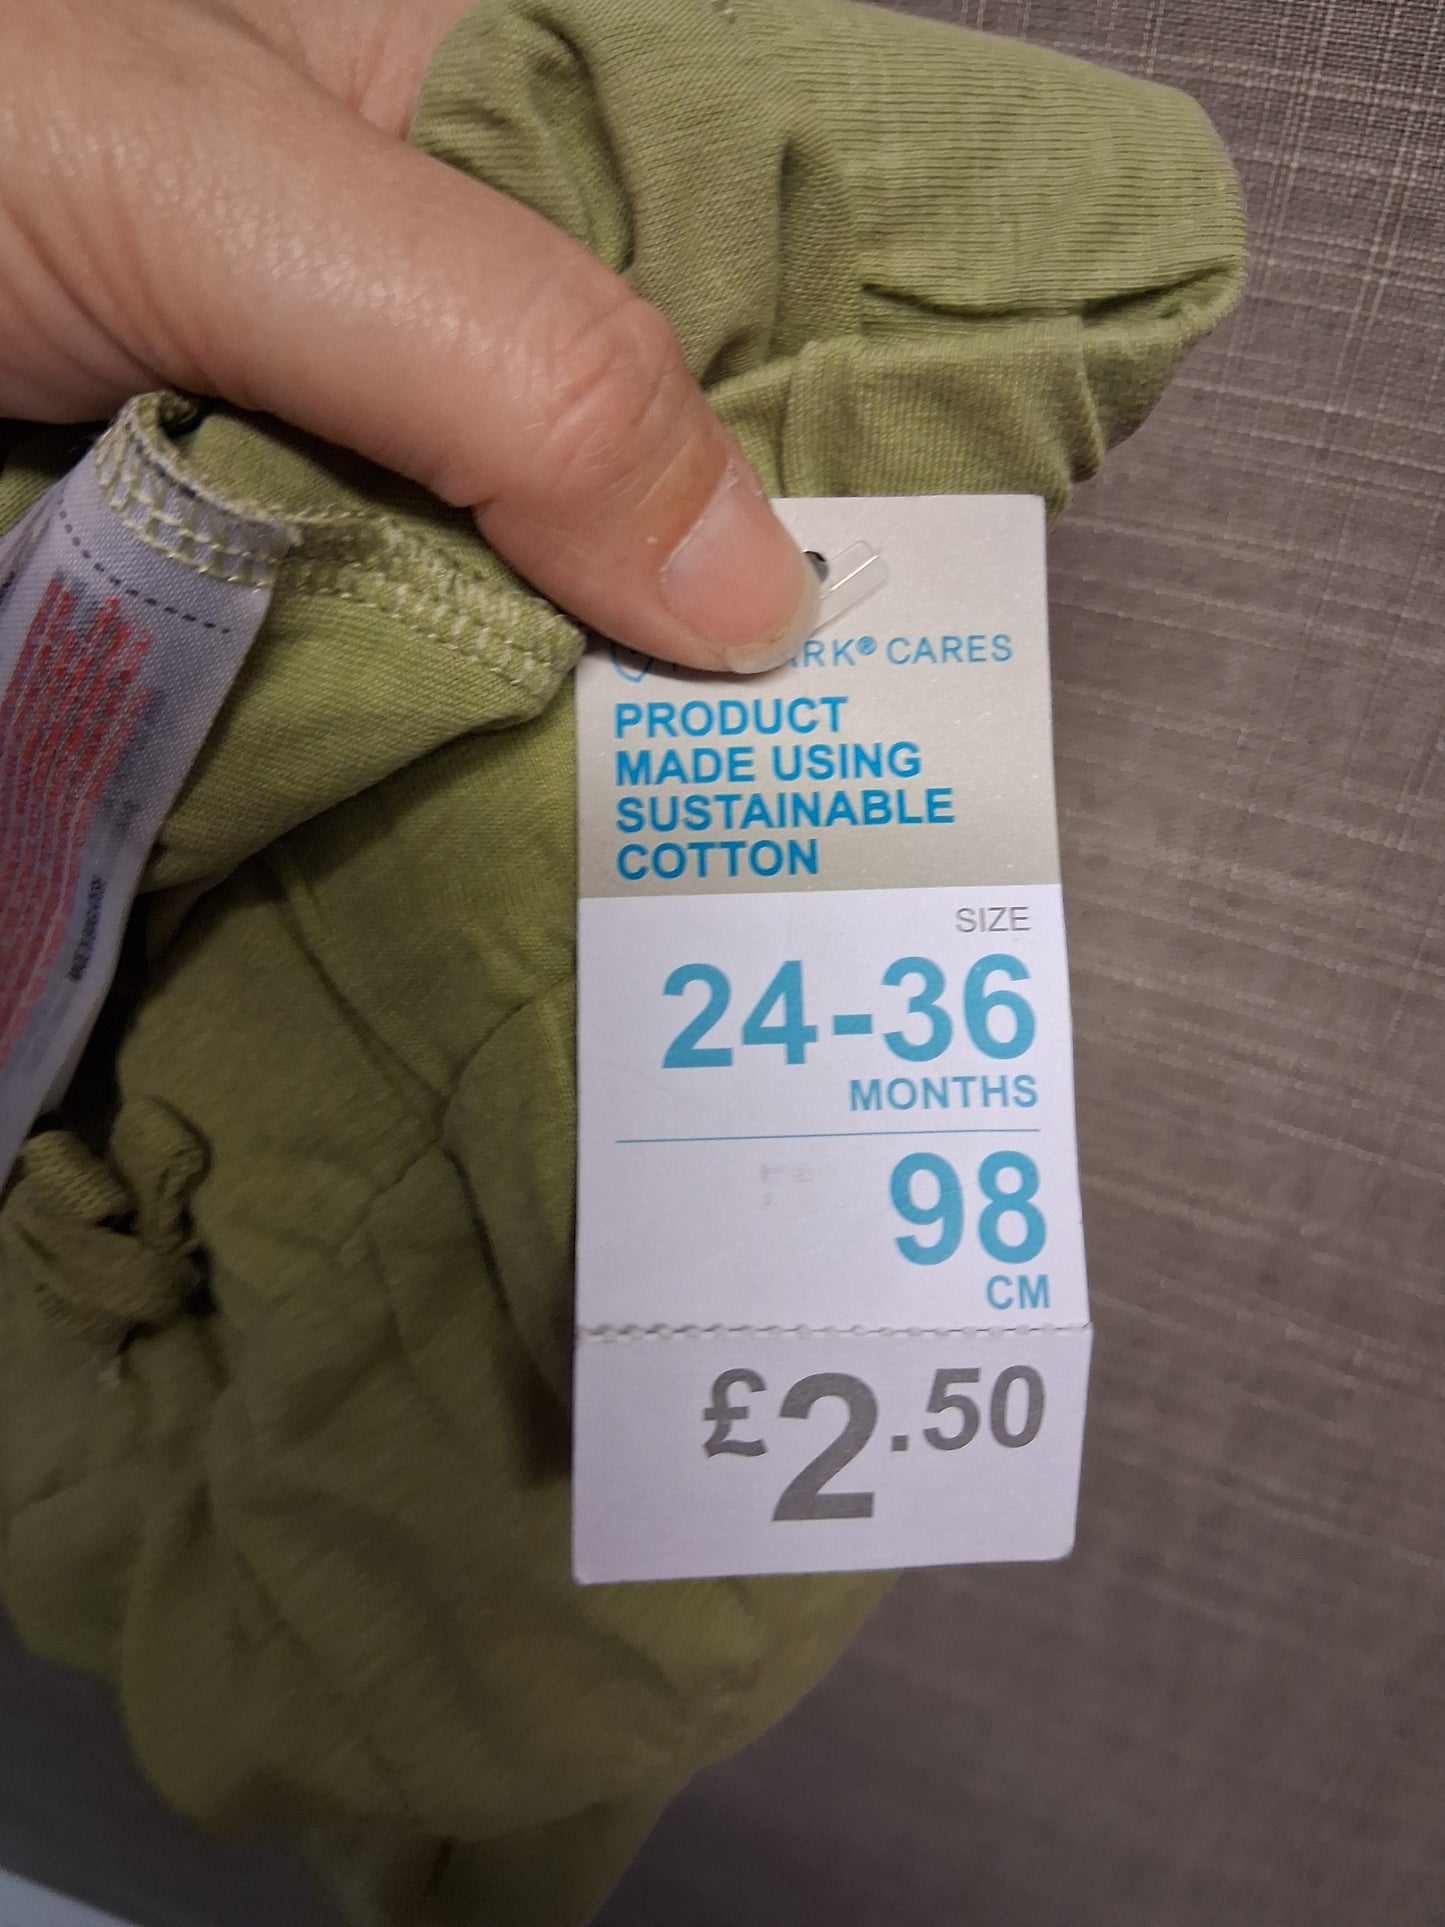 ARK® CARES
PRODUCT
MADE USING
SUSTAINABLE
COTTON
SIZE
24-36
MONTHS
98
CM
£2.50